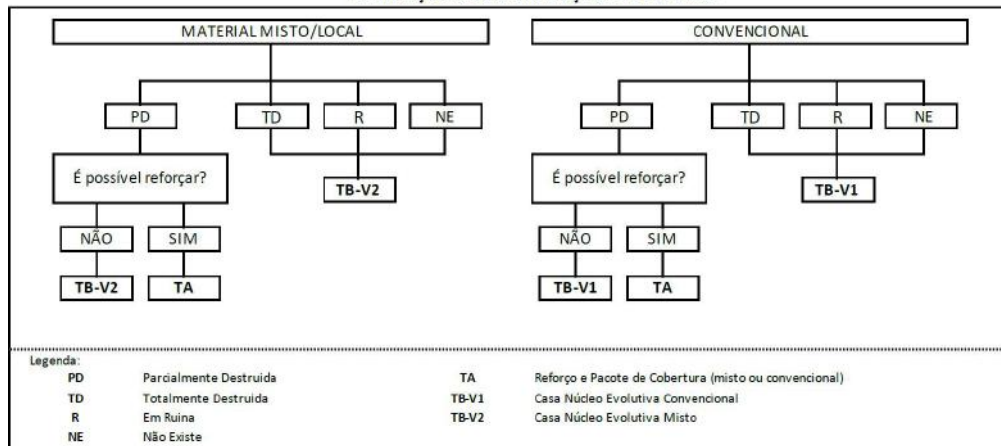 MATERIAL MISTO/LOCAL
PD TD R NE
É possível reforçar?
TB-V2
NÃO SIM
TB-V2 TA
CONVENCIONAL
PD TD R NE
É possível reforçar?
TB-V1
NÃO SIM
TB-V1 TA
Legenda:
PD Parcialmente Destruida
TD Totalmente Destruida
R Em Ruina
NE Não Existe
TA Reforço e Pacote de Cobertura (misto ou convencional)
TB-V1 Casa Núcleo Evolutiva Convencional
TB-V2 Casa Núcleo Evolutiva Misto